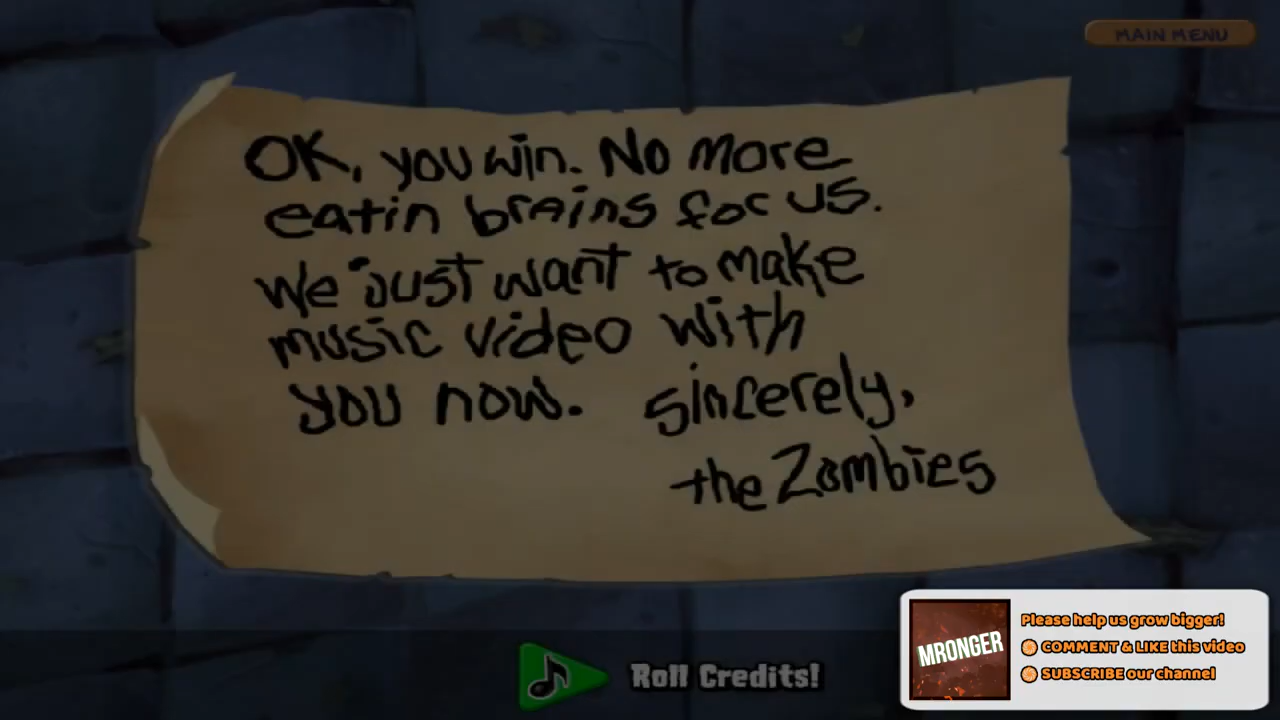 MAIN MENU
OK, you win. No more
eatin brains for us.
We just want to make
music video with
you now. sincerely,
the Zombies
Roll Credits!
MRONGER
Please help us grow bigger!
COMMENT & LIKE this video
SUBSCRIBE our channel